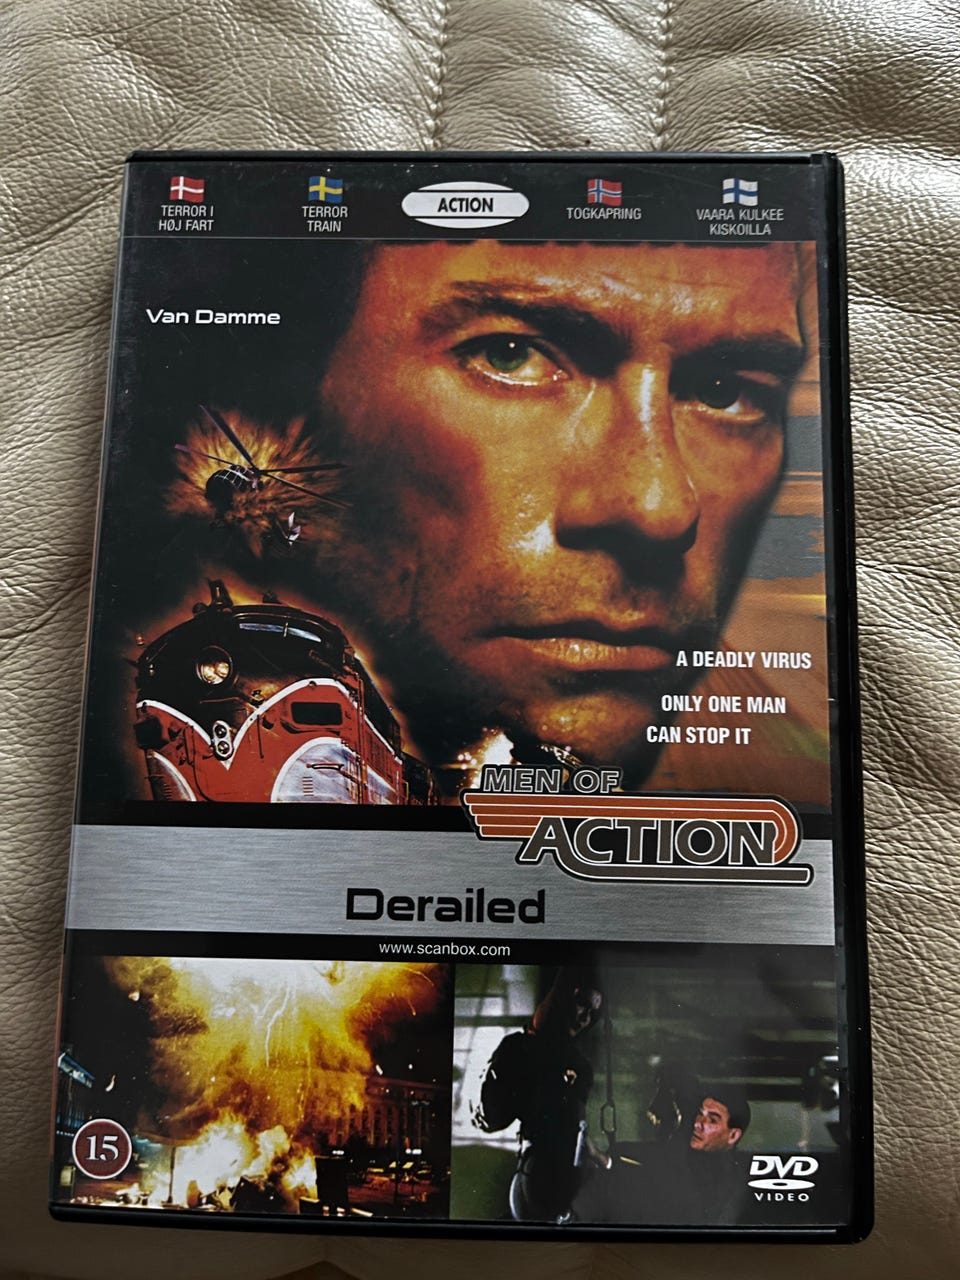 TERROR I
HØJ FART
TERROR
TRAIN
ACTION
TOGKAPRING
VAARA KULKEE
KISKOILLA
Van Damme
A DEADLY VIRUS
ONLY ONE MAN
CAN STOP IT
MEN OF
ACTION
Derailed
www.scanbox.com
15
DVD
VIDEO